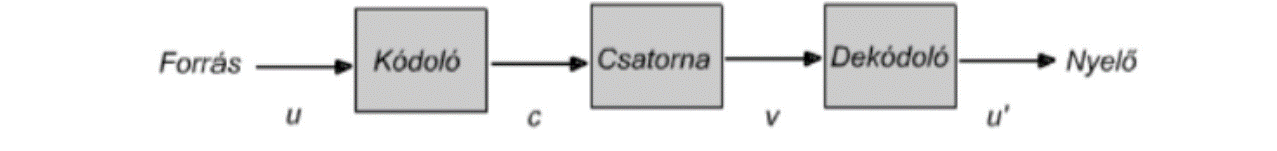 Forrás Kódoló Csatorna Dekódoló Nyelő
u c v u'